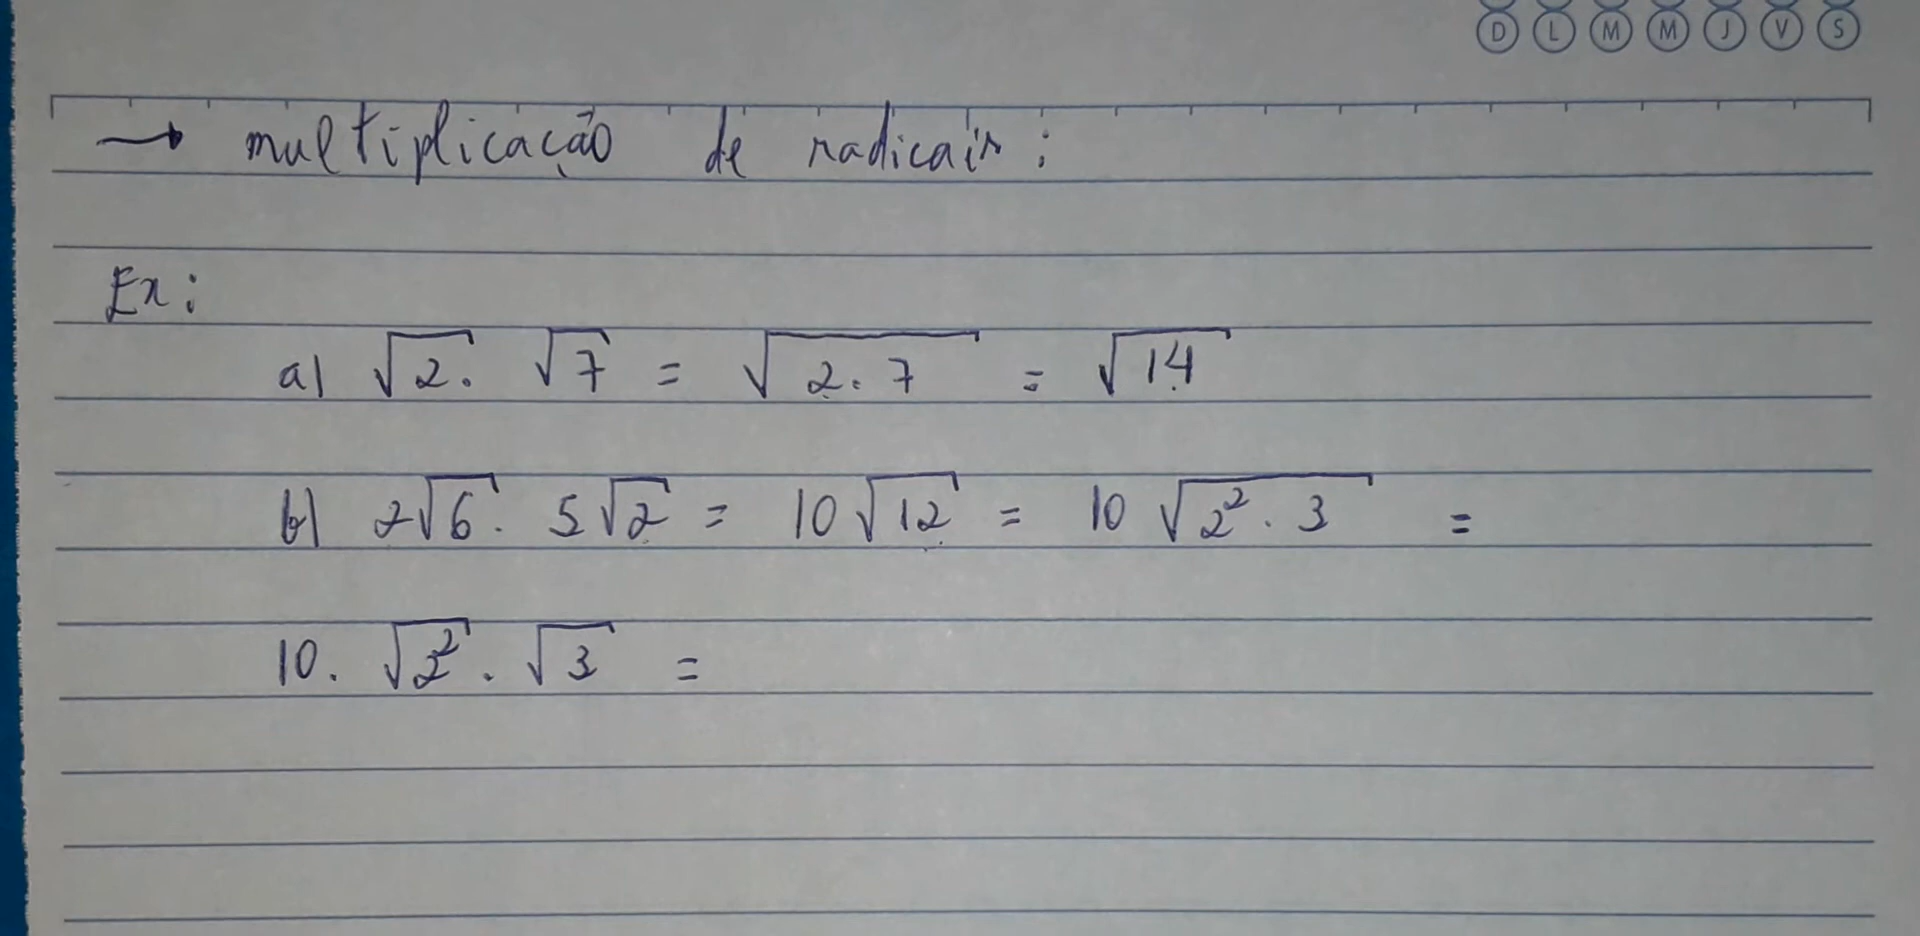 D L M M J V S
→ multiplicação de radicais:
Ex:
a) √2 . √7 = √2.7 = √14
b) 2√6 . 5√2 = 10√12 = 10 √2² . 3 =
10 . √2² . √3 =